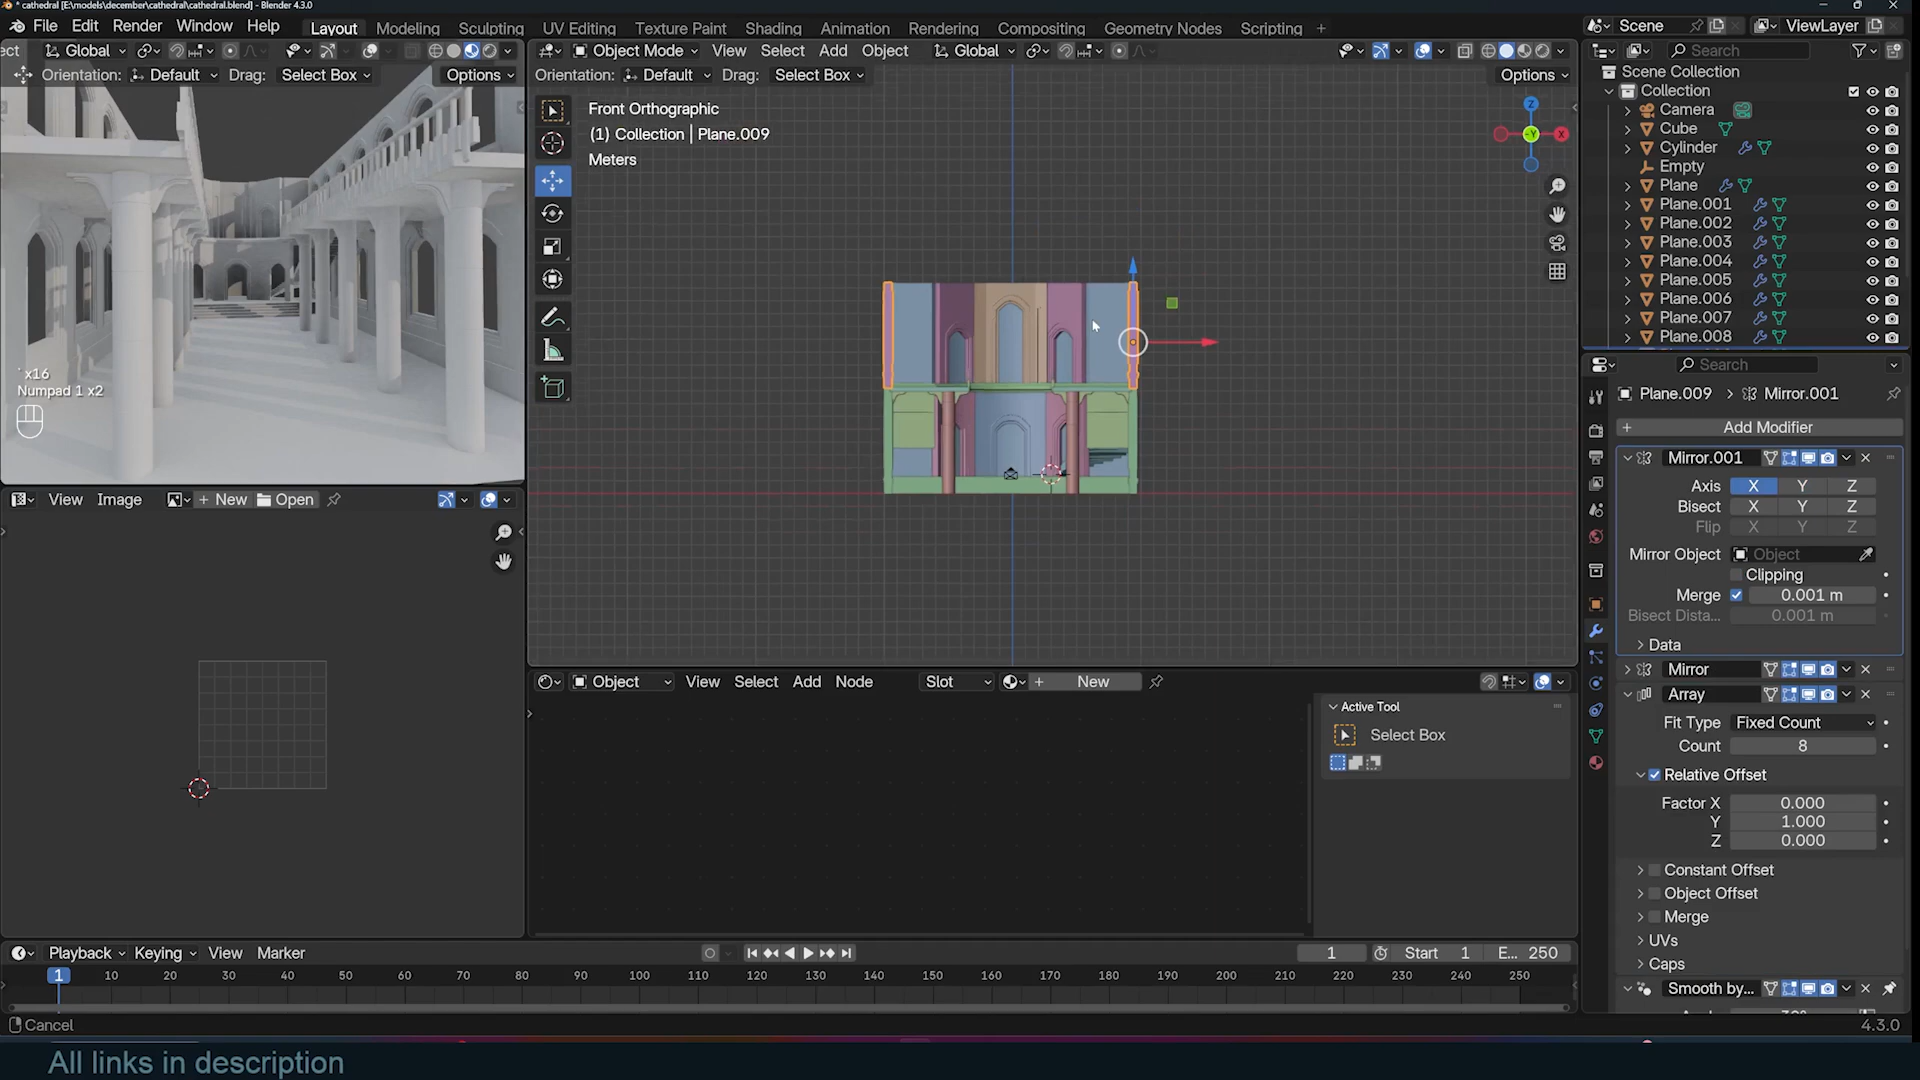 * cathedral [E:\models\december\cathedral\cathedral.blend] - Blender 4.3.0
File Edit Render Window Help Layout Modeling Sculpting UV Editing Texture Paint Shading Animation Rendering Compositing Geometry Nodes Scripting + Scene ViewLayer
ect Global Object Mode View Select Add Object Global Search
Orientation: Default Drag: Select Box Options Orientation: Default Drag: Select Box Options
Scene Collection
Collection
Camera
Cube
Cylinder
Empty
Plane
Plane.001
Plane.002
Plane.003
Plane.004
Plane.005
Plane.006
Plane.007
Plane.008
Front Orthographic
(1) Collection | Plane.009
Meters
Z
Y
X
` x16
Numpad 1 x2
Search
Plane.009 > Mirror.001
+ Add Modifier
Mirror.001
Axis X Y Z
Bisect X Y Z
Flip X Y Z
Mirror Object Object
Clipping
Merge 0.001 m
Bisect Dista... 0.001 m
Data
Mirror
Array
Fit Type Fixed Count
Count 8
Relative Offset
Factor X 0.000
Y 1.000
Z 0.000
Constant Offset
Object Offset
Merge
UVs
Caps
Smooth by...
View Image + New Open
Object View Select Add Node Slot + New
Active Tool
Select Box
Playback Keying View Marker 1 Start 1 E... 250
1 10 20 30 40 50 60 70 80 90 100 110 120 130 140 150 160 170 180 190 200 210 220 230 240 250
Cancel 4.3.0
All links in description